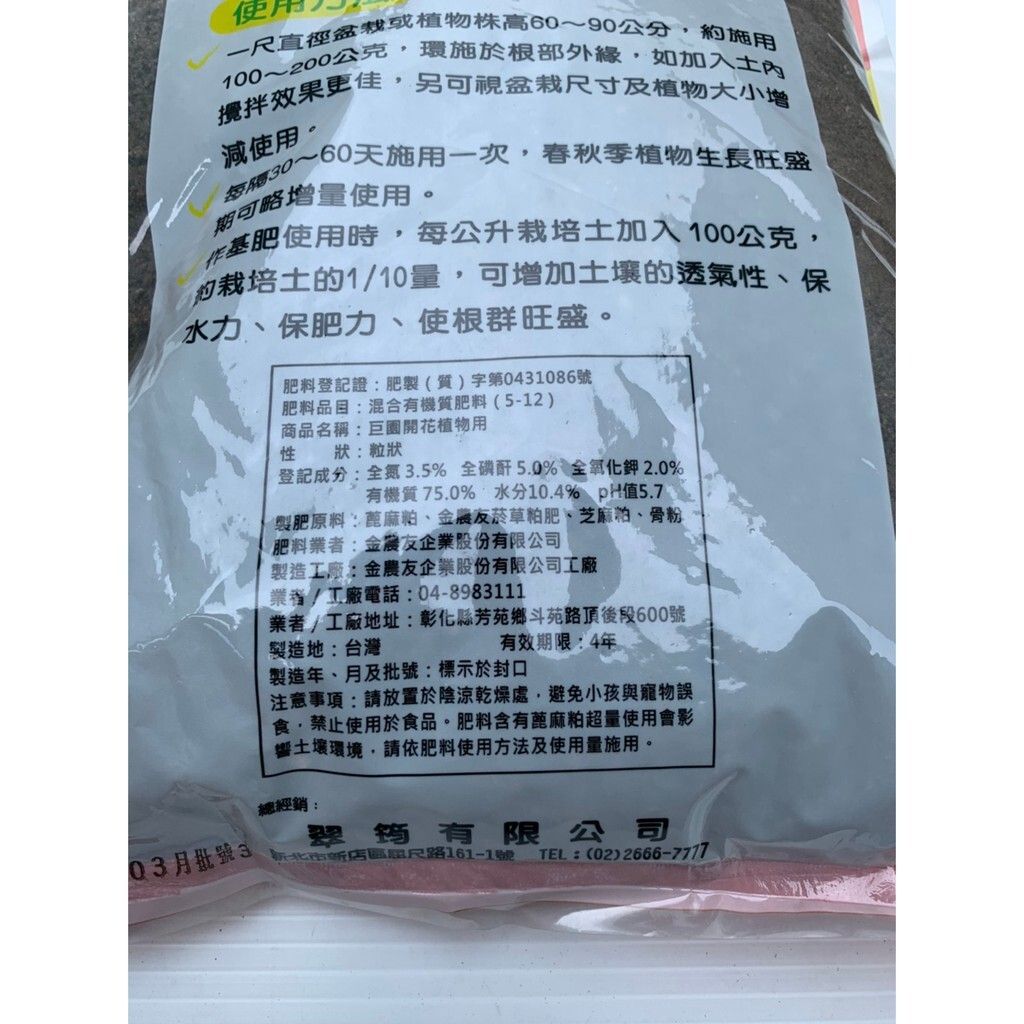 使用方法
一尺直徑盆栽或植物株高60～90公分，約施用
100～200公克，環施於根部外緣，如加入土內
攪拌效果更佳，另可視盆栽尺寸及植物大小增
減使用。
每隔30～60天施用一次，春秋季植物生長旺盛
期可略增量使用。
作基肥使用時，每公升栽培土加入100公克，
約栽培土的1/10量，可增加土壤的透氣性、保
水力、保肥力、使根群旺盛。
肥料登記證：肥製（質）字第0431086號
肥料品目：混合有機質肥料（5-12）
商品名稱：巨園開花植物用
性 狀：粒狀
登記成分：全氮3.5% 全磷酐5.0% 全氧化鉀2.0%
有機質75.0% 水分10.4% pH值5.7
製肥原料：蓖麻粕、金農友菸草粕肥、芝麻粕、骨粉
肥料業者：金農友企業股份有限公司
製造工廠：金農友企業股份有限公司工廠
業者/工廠電話：04-8983111
業者/工廠地址：彰化縣芳苑鄉斗苑路頂後段600號
製造地：台灣 有效期限：4年
製造年、月及批號：標示於封口
注意事項：請放置於陰涼乾燥處，避免小孩與寵物誤
食，禁止使用於食品。肥料含有蓖麻粕超量使用會影
響土壤環境，請依肥料使用方法及使用量施用。
總經銷：
翠筠有限公司
新北市新店區屈尺路161-1號 TEL：(02)2666-7777
03月批號3